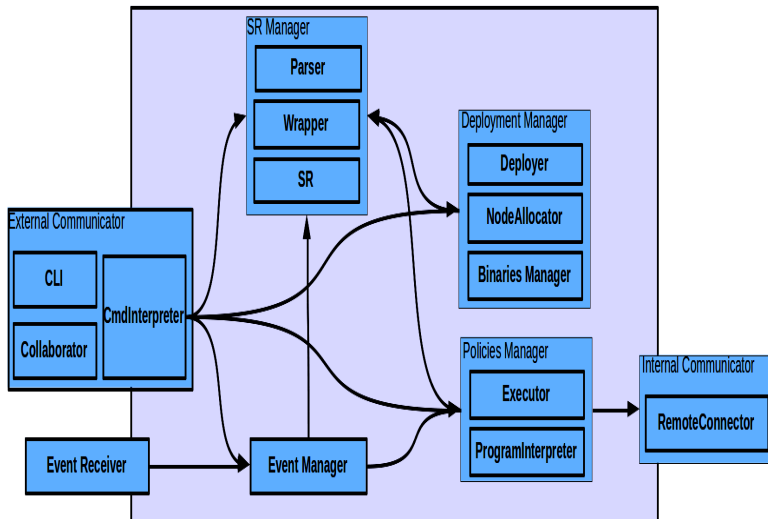 SR Manager
Parser
Wrapper
SR
Deployment Manager
Deployer
NodeAllocator
Binaries Manager
External Communicator
CLI
CmdInterpreter
Collaborator
Policies Manager
Executor
ProgramInterpreter
Internal Communicator
RemoteConnector
Event Receiver
Event Manager